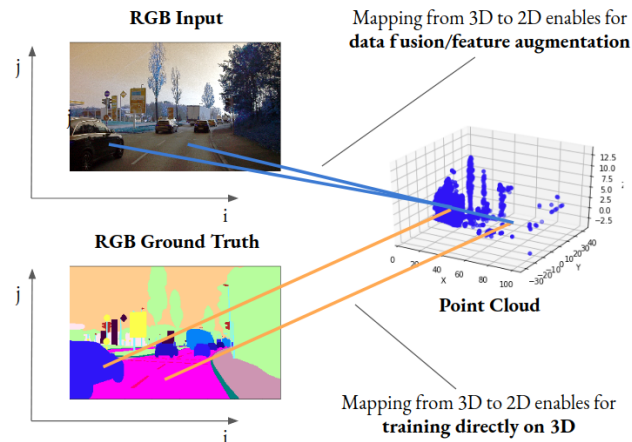 RGB Input
Mapping from 3D to 2D enables for
data fusion/feature augmentation
j
i
12.5
10.0
7.5
5.0
2.5
0.0
-2.5
0
20
40
60
80
100
X
-30
-20
-10
0
10
20
30
40
Y
Point Cloud
RGB Ground Truth
j
i
Mapping from 3D to 2D enables for
training directly on 3D